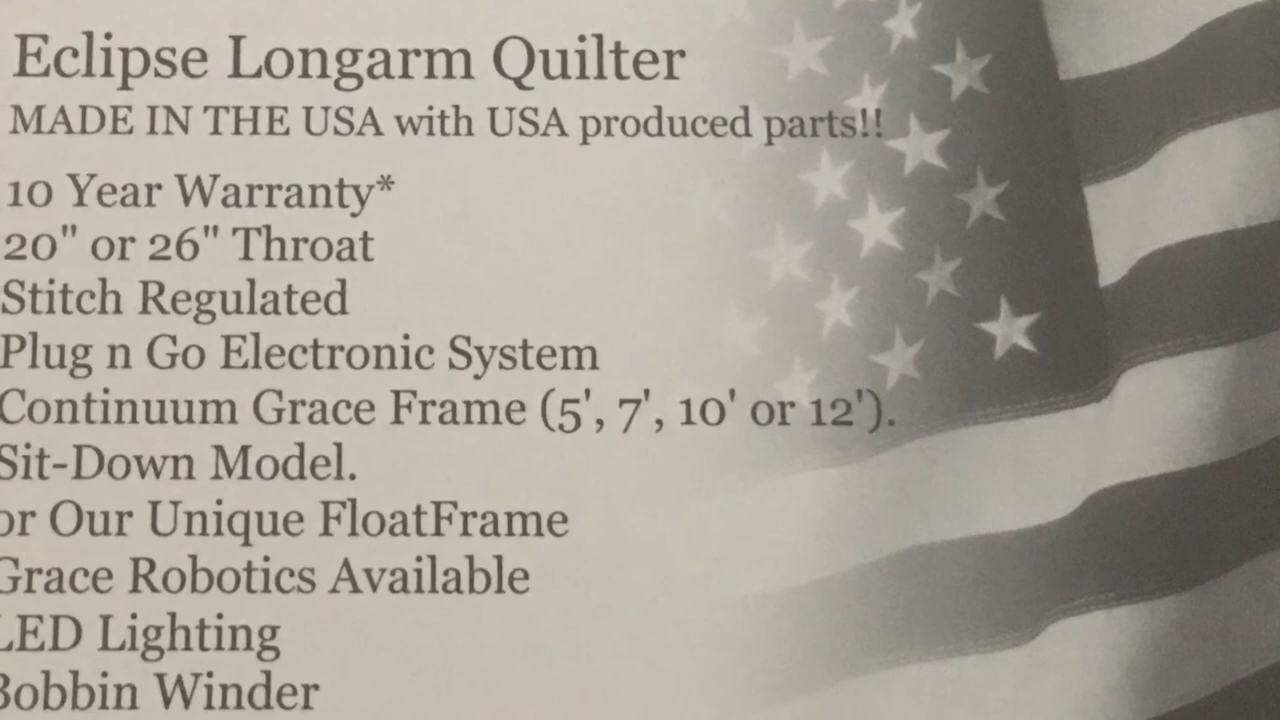 Eclipse Longarm Quilter
MADE IN THE USA with USA produced parts!!
10 Year Warranty*
20" or 26" Throat
Stitch Regulated
Plug n Go Electronic System
Continuum Grace Frame (5', 7', 10' or 12').
Sit-Down Model.
or Our Unique FloatFrame
Grace Robotics Available
LED Lighting
Bobbin Winder